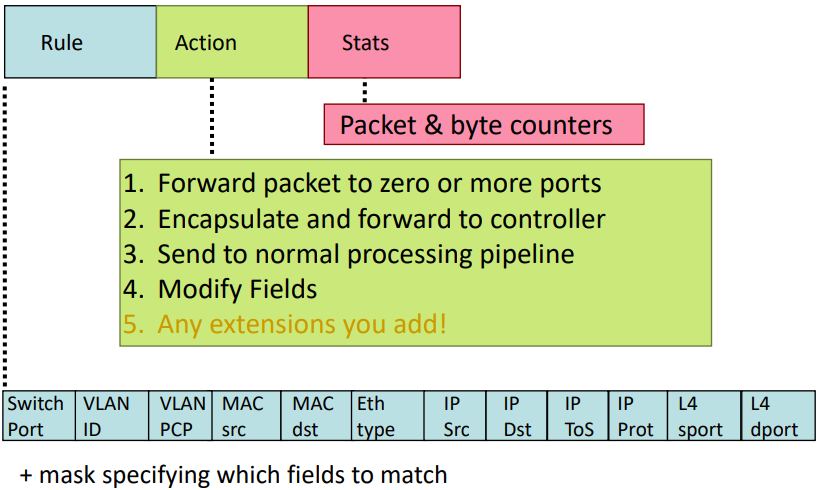 Rule Action Stats
Packet & byte counters
1. Forward packet to zero or more ports
2. Encapsulate and forward to controller
3. Send to normal processing pipeline
4. Modify Fields
5. Any extensions you add!
Switch Port
VLAN ID
VLAN PCP
MAC src
MAC dst
Eth type
IP Src
IP Dst
IP ToS
IP Prot
L4 sport
L4 dport
+ mask specifying which fields to match